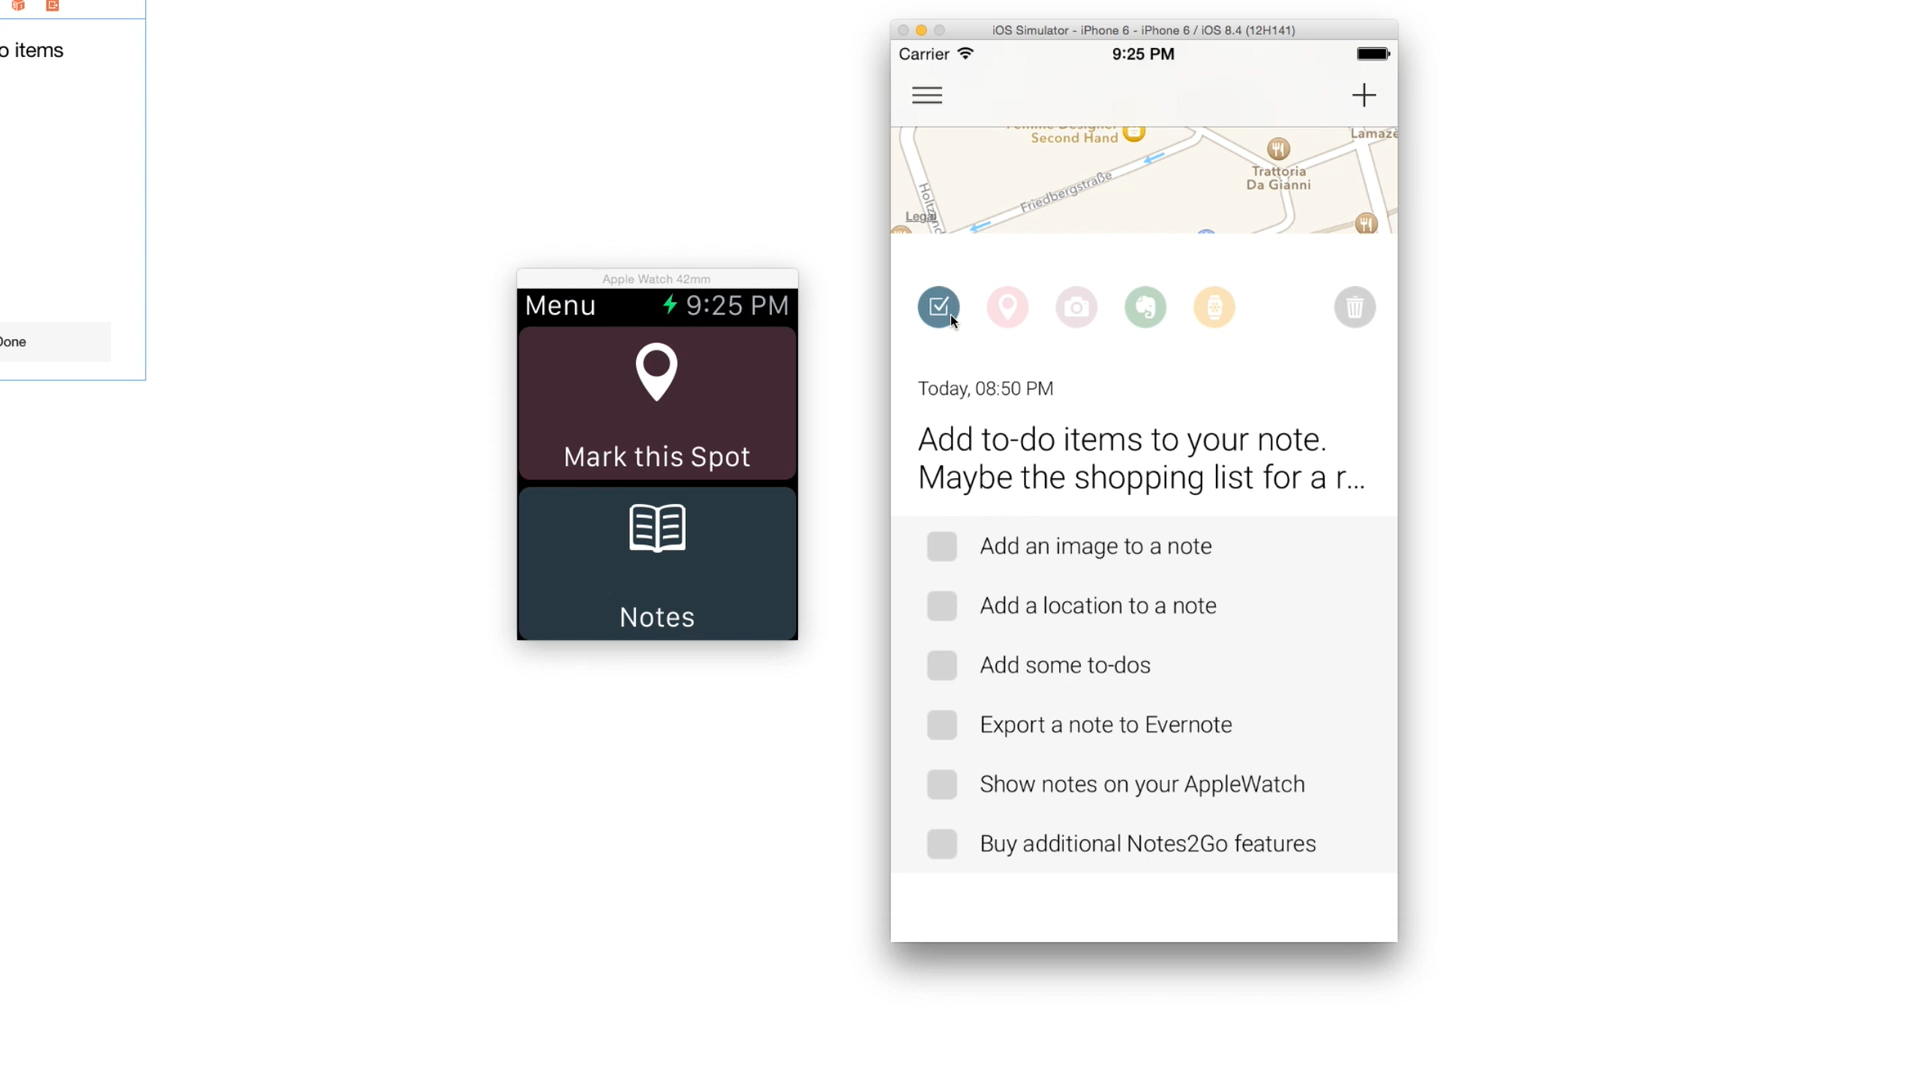 o items
Done
Apple Watch 42mm
Menu 9:25 PM
Mark this Spot
Notes
iOS Simulator - iPhone 6 - iPhone 6 / iOS 8.4 (12H141)
Carrier 9:25 PM
Femme Designer
Second Hand
Lamaze
Trattoria
Da Gianni
Friedbergstraße
Holtzend
Legal
Today, 08:50 PM
Add to-do items to your note.
Maybe the shopping list for a r...
Add an image to a note
Add a location to a note
Add some to-dos
Export a note to Evernote
Show notes on your AppleWatch
Buy additional Notes2Go features